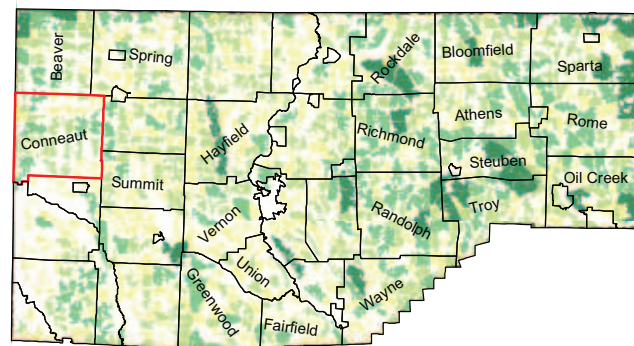 Beaver
Spring
Rockdale
Bloomfield
Sparta
Conneaut
Hayfield
Richmond
Athens
Rome
Summit
Steuben
Oil Creek
Vernon
Randolph
Troy
Union
Greenwood
Wayne
Fairfield